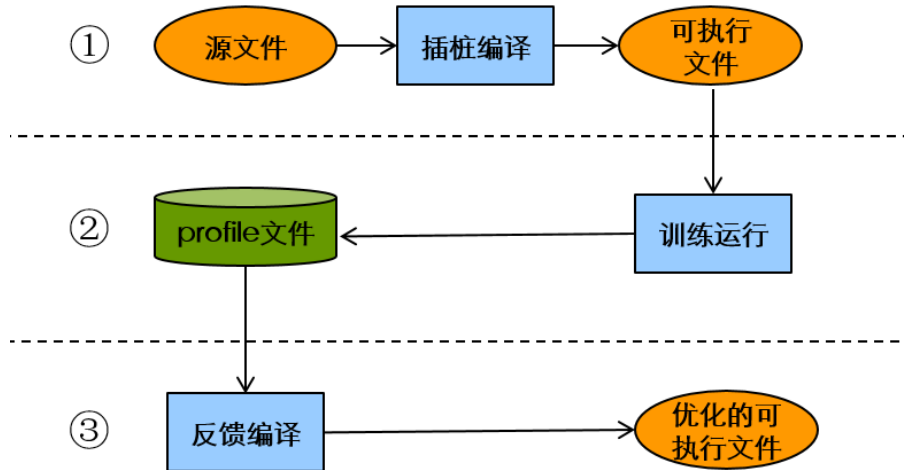 ①
源文件
插桩编译
可执行
文件
②
profile文件
训练运行
③
反馈编译
优化的可
执行文件